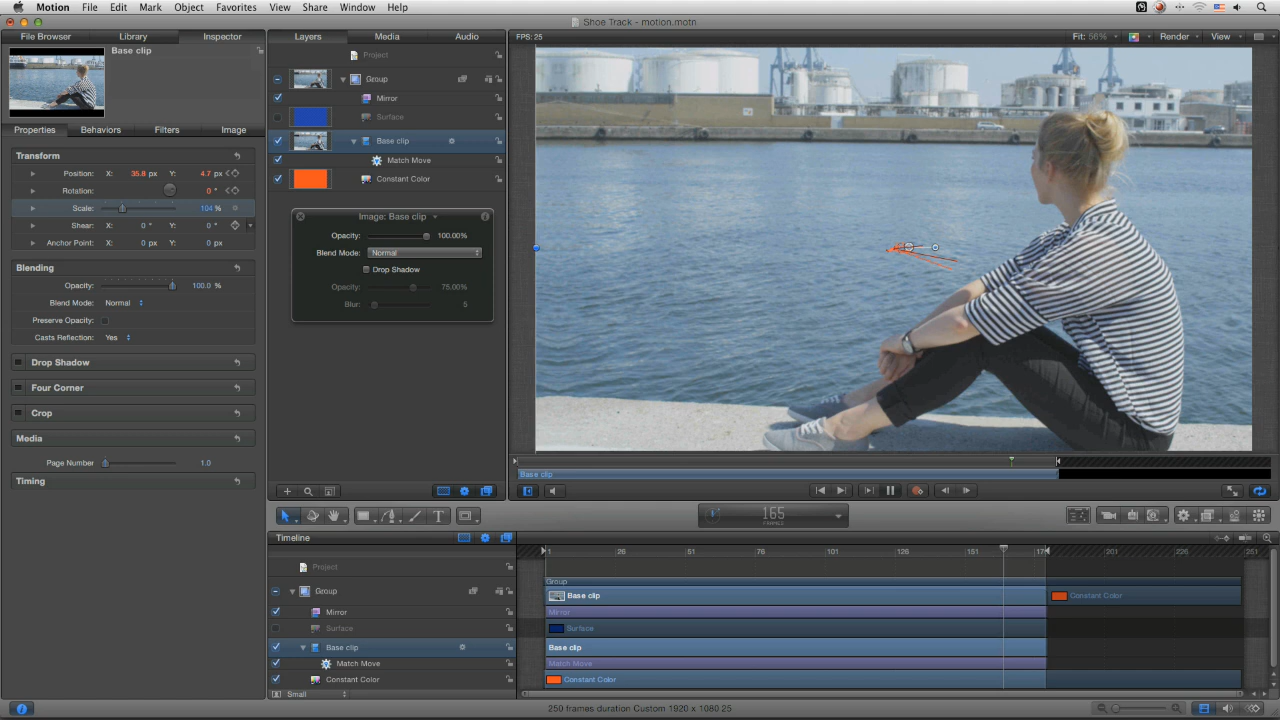 Motion File Edit Mark Object Favorites View Share Window Help
Shoe Track - motion.motn
File Browser Library Inspector
Base clip
Properties Behaviors Filters Image
Transform
Position: X: 35.8 px Y: 4.7 px
Rotation: 0 °
Scale: 104 %
Shear: X: 0 ° Y: 0 °
Anchor Point: X: 0 px Y: 0 px
Blending
Opacity: 100.0 %
Blend Mode: Normal
Preserve Opacity:
Casts Reflection: Yes
Drop Shadow
Four Corner
Crop
Media
Page Number 1.0
Timing
Layers Media Audio
Project
Group
Mirror
Surface
Base clip
Match Move
Constant Color
Image: Base clip
Opacity: 100.00%
Blend Mode: Normal
Drop Shadow
Opacity: 75.00%
Blur: 5
FPS: 25 Fit: 56% Render View
Base clip
165
FRAMES
Timeline
1 26 51 76 101 126 151 176 201 226 251
Project
Group Group
Base clip Constant Color
Mirror Mirror
Surface Surface
Base clip Base clip
Match Move Match Move
Constant Color Constant Color
Small
250 frames duration Custom 1920 x 1080 25